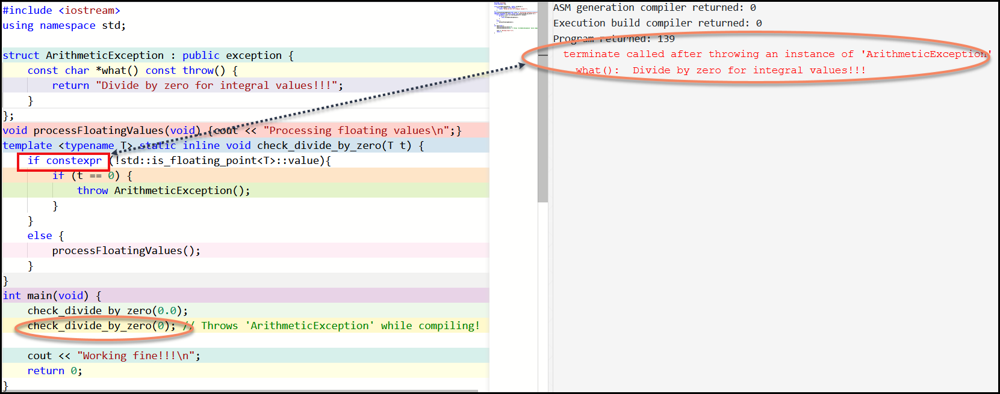 #include <iostream>
using namespace std;
struct ArithmeticException : public exception {
    const char *what() const throw() {
        return "Divide by zero for integral values!!!";
    }
};
void processFloatingValues(void) {cout << "Processing floating values\n";}
template <typename T> static inline void check_divide_by_zero(T t) {
    if constexpr (!std::is_floating_point<T>::value){
        if (t == 0) {
            throw ArithmeticException();
        }
    }
    else {
        processFloatingValues();
    }
}
int main(void) {
    check_divide_by_zero(0.0);
    check_divide_by_zero(0); // Throws 'ArithmeticException' while compiling!
    cout << "Working fine!!!\n";
    return 0;
}
ASM generation compiler returned: 0
Execution build compiler returned: 0
Program returned: 139
terminate called after throwing an instance of 'ArithmeticException'
what():  Divide by zero for integral values!!!